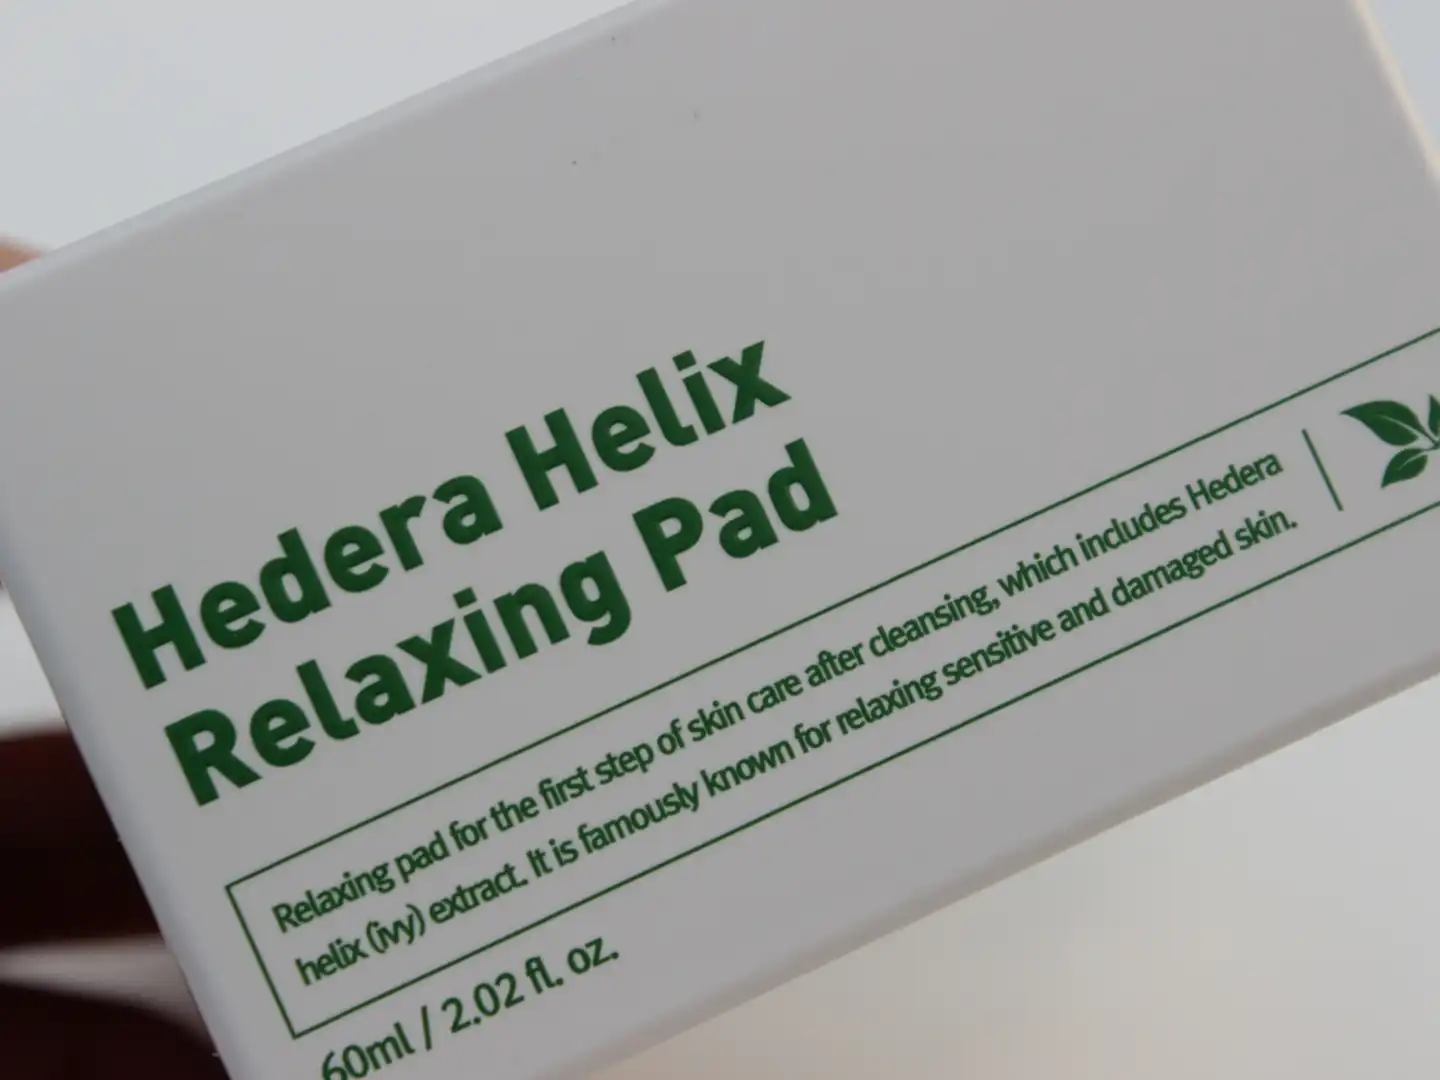 Hedera Helix
Relaxing Pad
Relaxing pad for the first step of skin care after cleansing, which includes Hedera
helix (ivy) extract. It is famously known for relaxing sensitive and damaged skin.
60ml / 2.02 fl. oz.